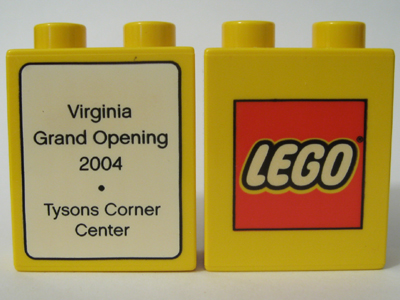 Virginia
Grand Opening
2004
•
Tysons Corner
Center
LEGO®